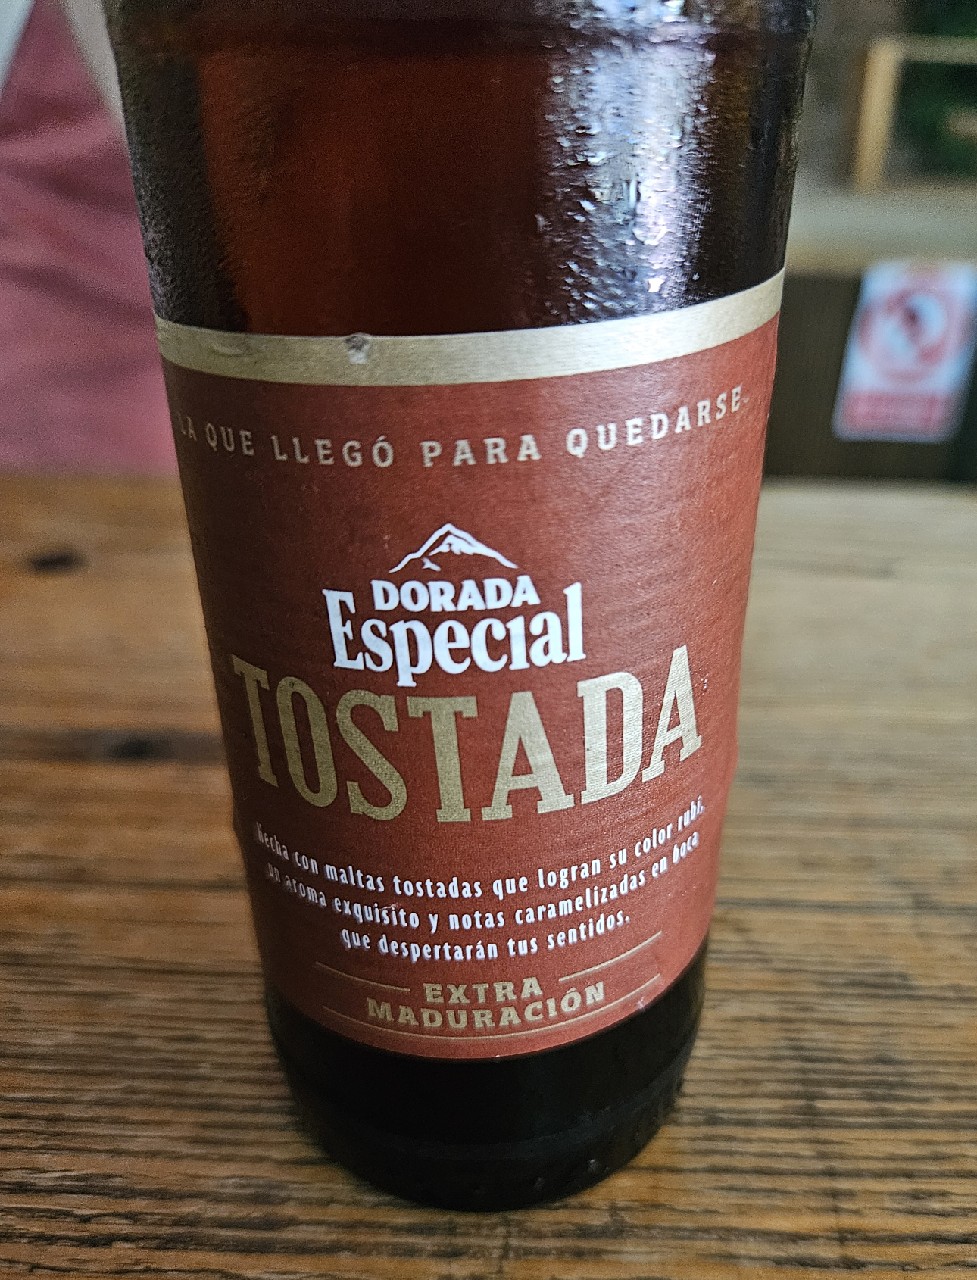 LA QUE LLEGÓ PARA QUEDARSE
DORADA
Especial
TOSTADA
Hecha con maltas tostadas que logran su color rubí,
un aroma exquisito y notas caramelizadas en boca
que despertarán tus sentidos.
EXTRA
MADURACIÓN